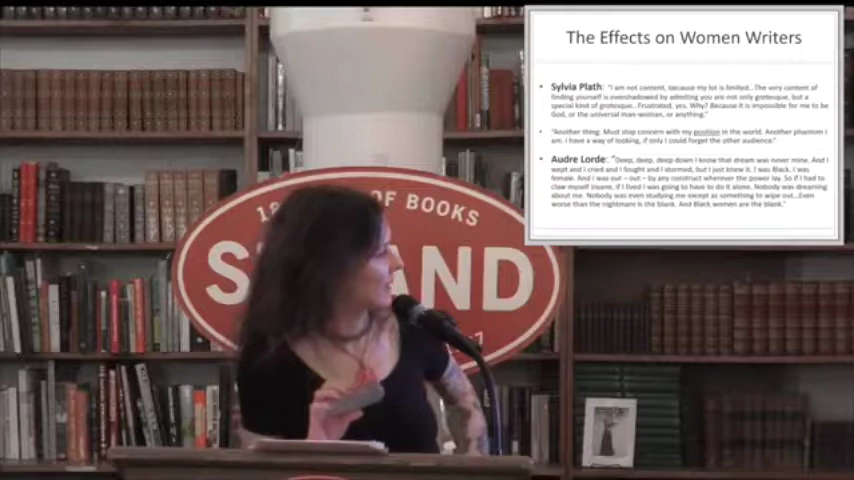 The Effects on Women Writers
• Sylvia Plath: "I am not content, because my lot is limited...The very content of
finding yourself is overshadowed by admitting you are not only grotesque, but a
special kind of grotesque...Frustrated, yes. Why? Because it is impossible for me to be
God, or the universal man-woman, or anything."
• "Another thing: Must stop concern with my position in the world. Another phantom I
am. I have a way of looking, if only I could forget the other audience."
• Audre Lorde: "Deep, deep, deep down I know that dream was never mine. And I
wept and I cried and I fought and I stormed, but I just knew it. I was Black. I was
female. And I was out – out – by any construct wherever the power lay. So if I had to
claw myself insane, if I lived I was going to have to do it alone. Nobody was dreaming
about me. Nobody was even studying me except as something to wipe out...Even
worse than the nightmare is the blank. And Black women are the blank."
18 OF BOOKS
S AND